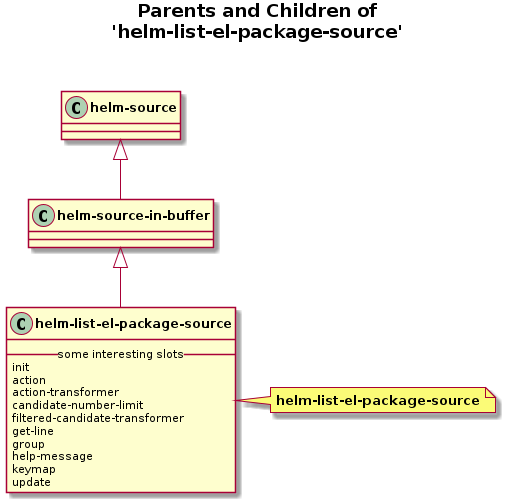 Parents and Children of
'helm-list-el-package-source'
C helm-source
C helm-source-in-buffer
C helm-list-el-package-source
some interesting slots
init
action
action-transformer
candidate-number-limit
filtered-candidate-transformer
get-line
group
help-message
keymap
update
helm-list-el-package-source